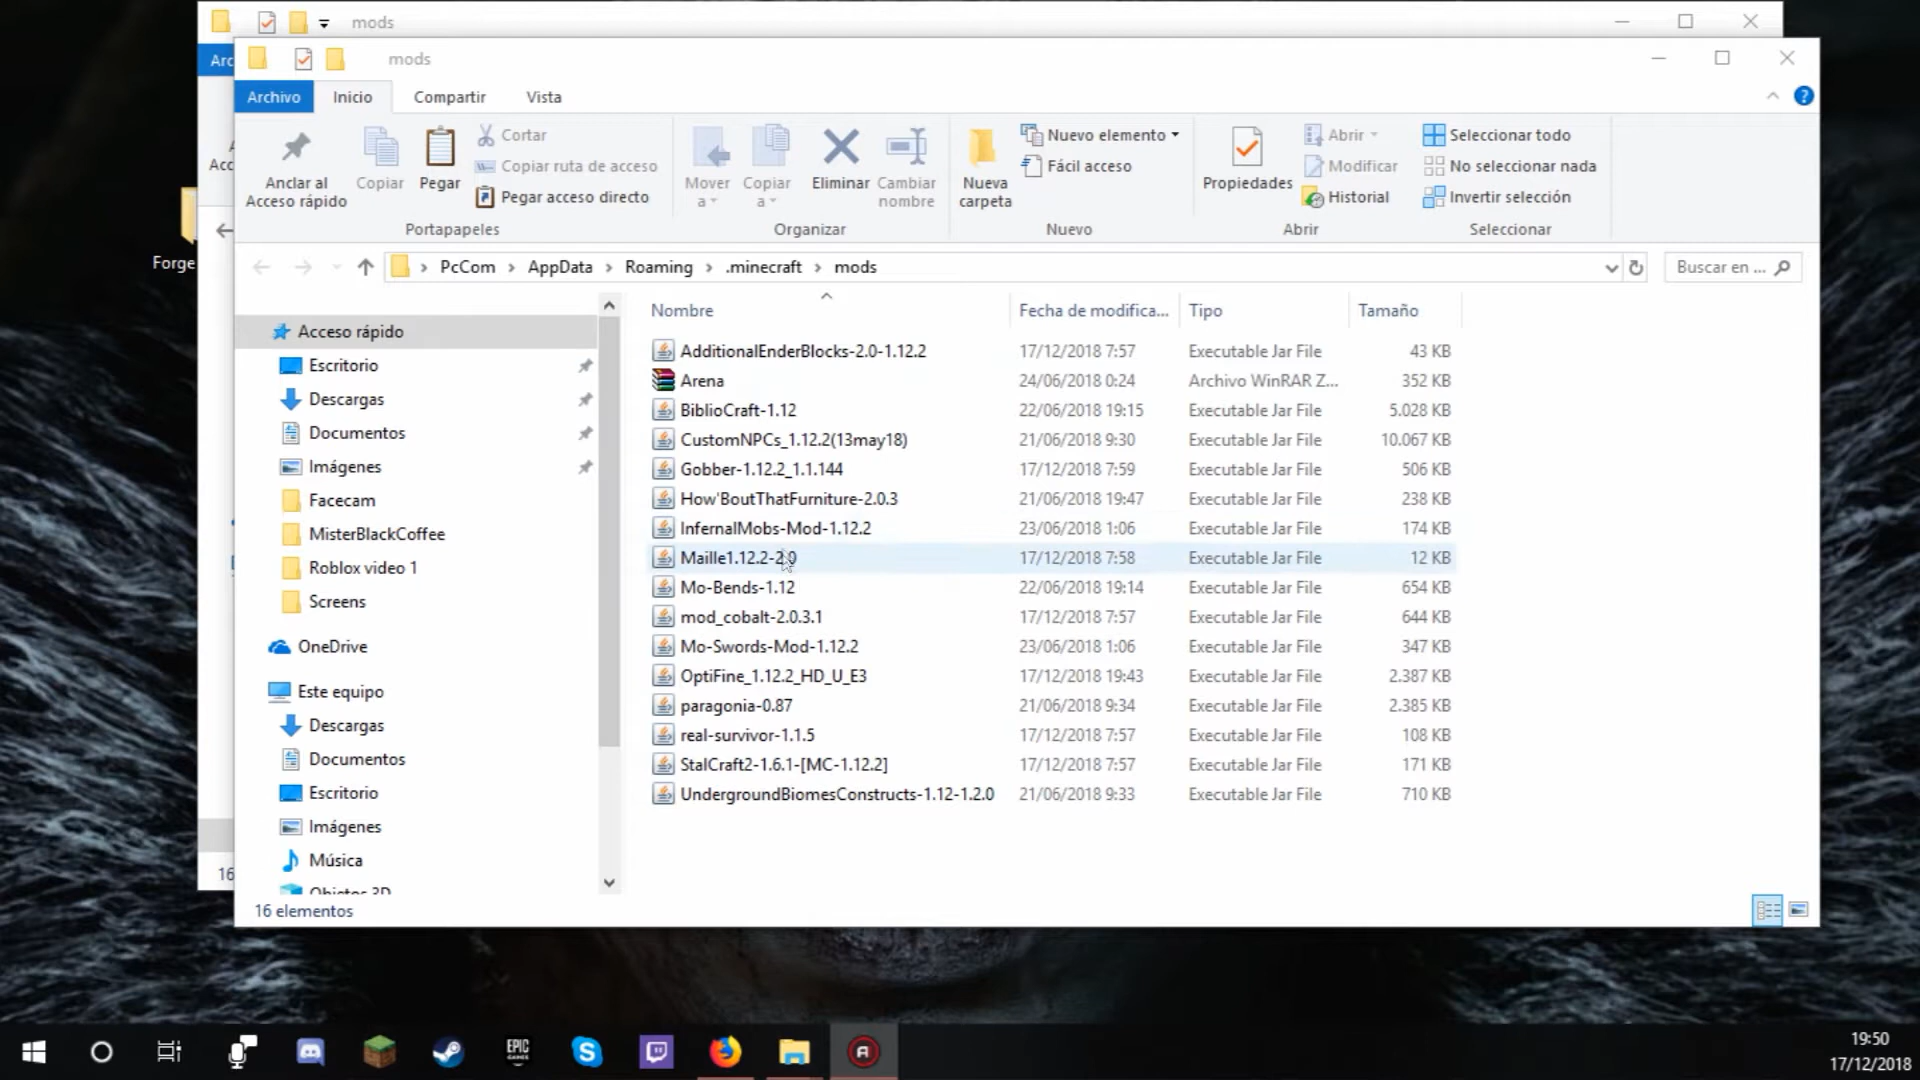 mods
Arc
mods
Archivo
Inicio
Compartir
Vista
Anclar al
Acceso rápido
Copiar
Pegar
Cortar
Copiar ruta de acceso
Pegar acceso directo
Portapapeles
Mover
a
Copiar
a
Eliminar
Cambiar
nombre
Organizar
Nueva
carpeta
Nuevo elemento
Fácil acceso
Nuevo
Propiedades
Abrir
Modificar
Historial
Abrir
Seleccionar todo
No seleccionar nada
Invertir selección
Seleccionar
A
Acc
Forge
PcCom > AppData > Roaming > .minecraft > mods
Buscar en ...
Nombre Fecha de modifica... Tipo Tamaño
Acceso rápido
Escritorio
Descargas
Documentos
Imágenes
Facecam
MisterBlackCoffee
Roblox video 1
Screens
OneDrive
Este equipo
Descargas
Documentos
Escritorio
Imágenes
Música
Objetos 3D
AdditionalEnderBlocks-2.0-1.12.2 17/12/2018 7:57 Executable Jar File 43 KB
Arena 24/06/2018 0:24 Archivo WinRAR Z... 352 KB
BiblioCraft-1.12 22/06/2018 19:15 Executable Jar File 5.028 KB
CustomNPCs_1.12.2(13may18) 21/06/2018 9:30 Executable Jar File 10.067 KB
Gobber-1.12.2_1.1.144 17/12/2018 7:59 Executable Jar File 506 KB
How'BoutThatFurniture-2.0.3 21/06/2018 19:47 Executable Jar File 238 KB
InfernalMobs-Mod-1.12.2 23/06/2018 1:06 Executable Jar File 174 KB
Maille1.12.2-2.0 17/12/2018 7:58 Executable Jar File 12 KB
Mo-Bends-1.12 22/06/2018 19:14 Executable Jar File 654 KB
mod_cobalt-2.0.3.1 17/12/2018 7:57 Executable Jar File 644 KB
Mo-Swords-Mod-1.12.2 23/06/2018 1:06 Executable Jar File 347 KB
OptiFine_1.12.2_HD_U_E3 17/12/2018 19:43 Executable Jar File 2.387 KB
paragonia-0.87 21/06/2018 9:34 Executable Jar File 2.385 KB
real-survivor-1.1.5 17/12/2018 7:57 Executable Jar File 108 KB
StalCraft2-1.6.1-[MC-1.12.2] 17/12/2018 7:57 Executable Jar File 171 KB
UndergroundBiomesConstructs-1.12-1.2.0 21/06/2018 9:33 Executable Jar File 710 KB
16
16 elementos
EPIC
GAMES
19:50
17/12/2018